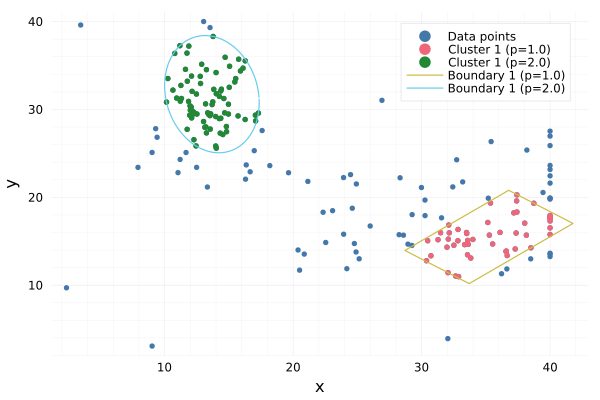 40
30
20
10
y
10
20
30
40
x
Data points
Cluster 1 (p=1.0)
Cluster 1 (p=2.0)
Boundary 1 (p=1.0)
Boundary 1 (p=2.0)